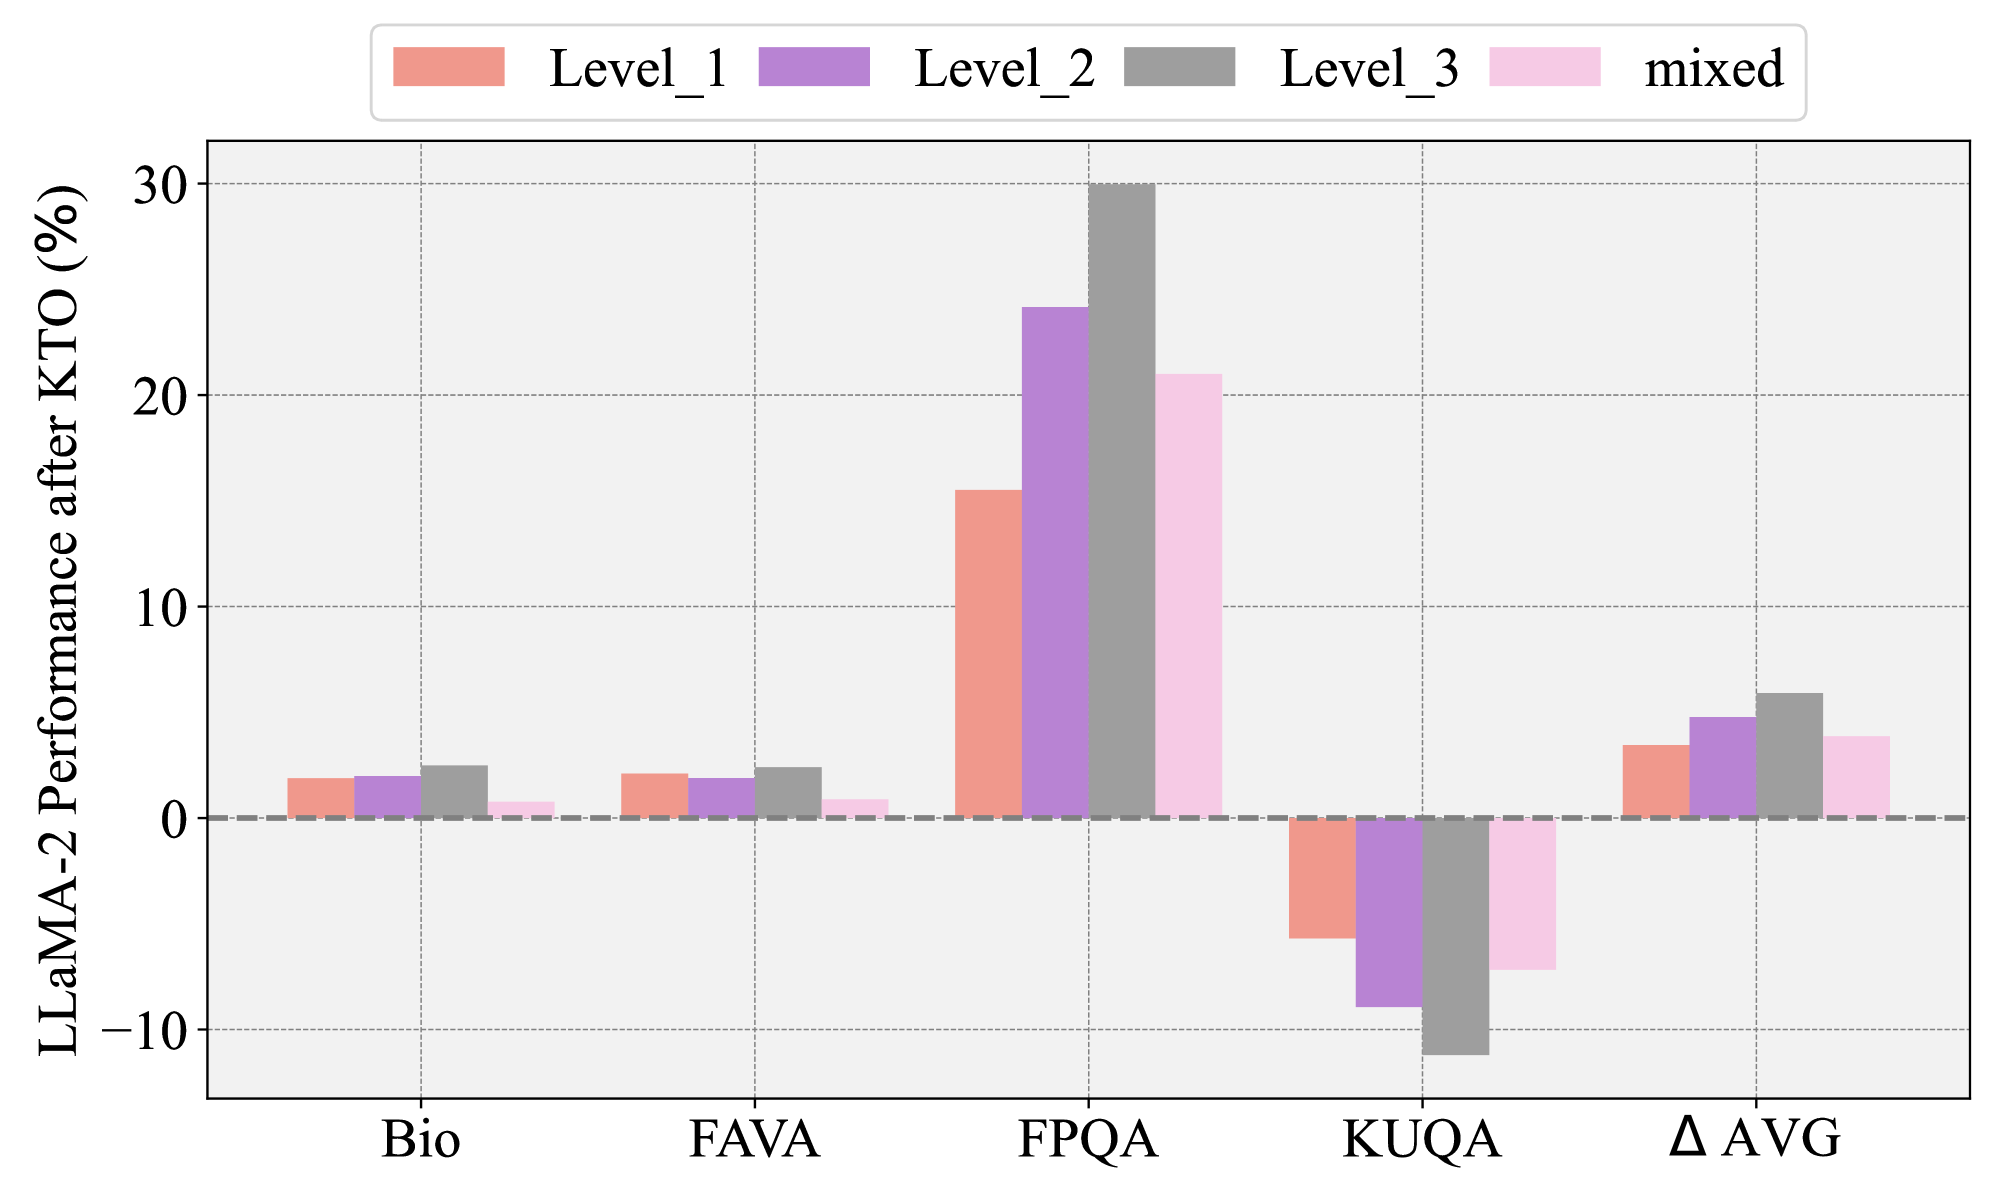 Level_1 Level_2 Level_3 mixed
LLaMA-2 Performance after KTO (%)
30
20
10
0
−10
Bio FAVA FPQA KUQA Δ AVG